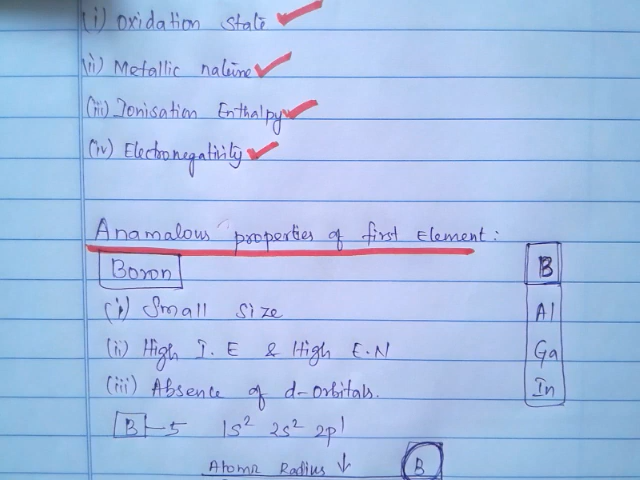 (i) Oxidation state
(ii) Metallic nature
(iii) Ionisation Enthalpy
(iv) Electronegativity
Anamalous properties of first Element:
Boron
B
(i) Small size
Al
(ii) High I.E & High E.N
Ga
(iii) Absence of d-orbitals.
In
B - 5 1s² 2s² 2p¹
Atomic Radius ↓
B